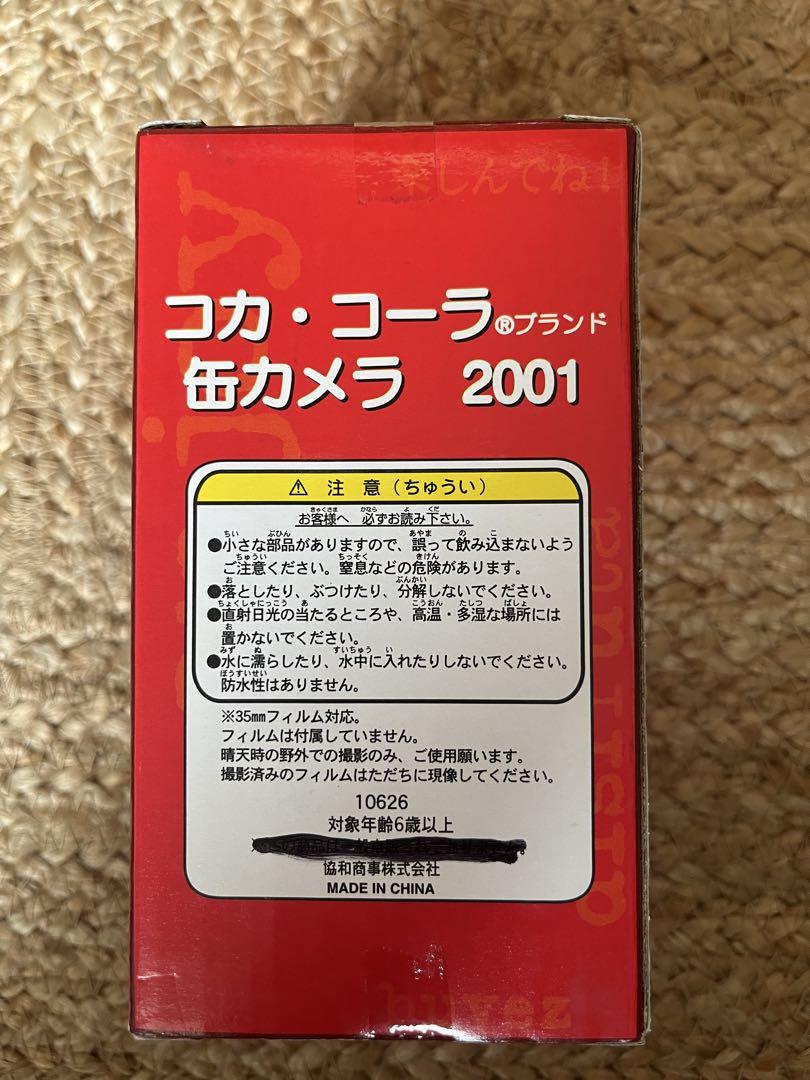 楽しんでね!
コカ・コーラ®ブランド
缶カメラ 2001
⚠ 注 意(ちゅうい)
お客様へ 必ずお読み下さい。
●小さな部品がありますので、誤って飲み込まないよう
ご注意ください。窒息などの危険があります。
●落としたり、ぶつけたり、分解しないでください。
●直射日光の当たるところや、高温・多湿な場所には
置かないでください。
●水に濡らしたり、水中に入れたりしないでください。
防水性はありません。
※35mmフィルム対応。
フィルムは付属していません。
晴天時の野外での撮影のみ、ご使用願います。
撮影済みのフィルムはただちに現像してください。
10626
対象年齢6歳以上
協和商事株式会社
MADE IN CHINA
buvez